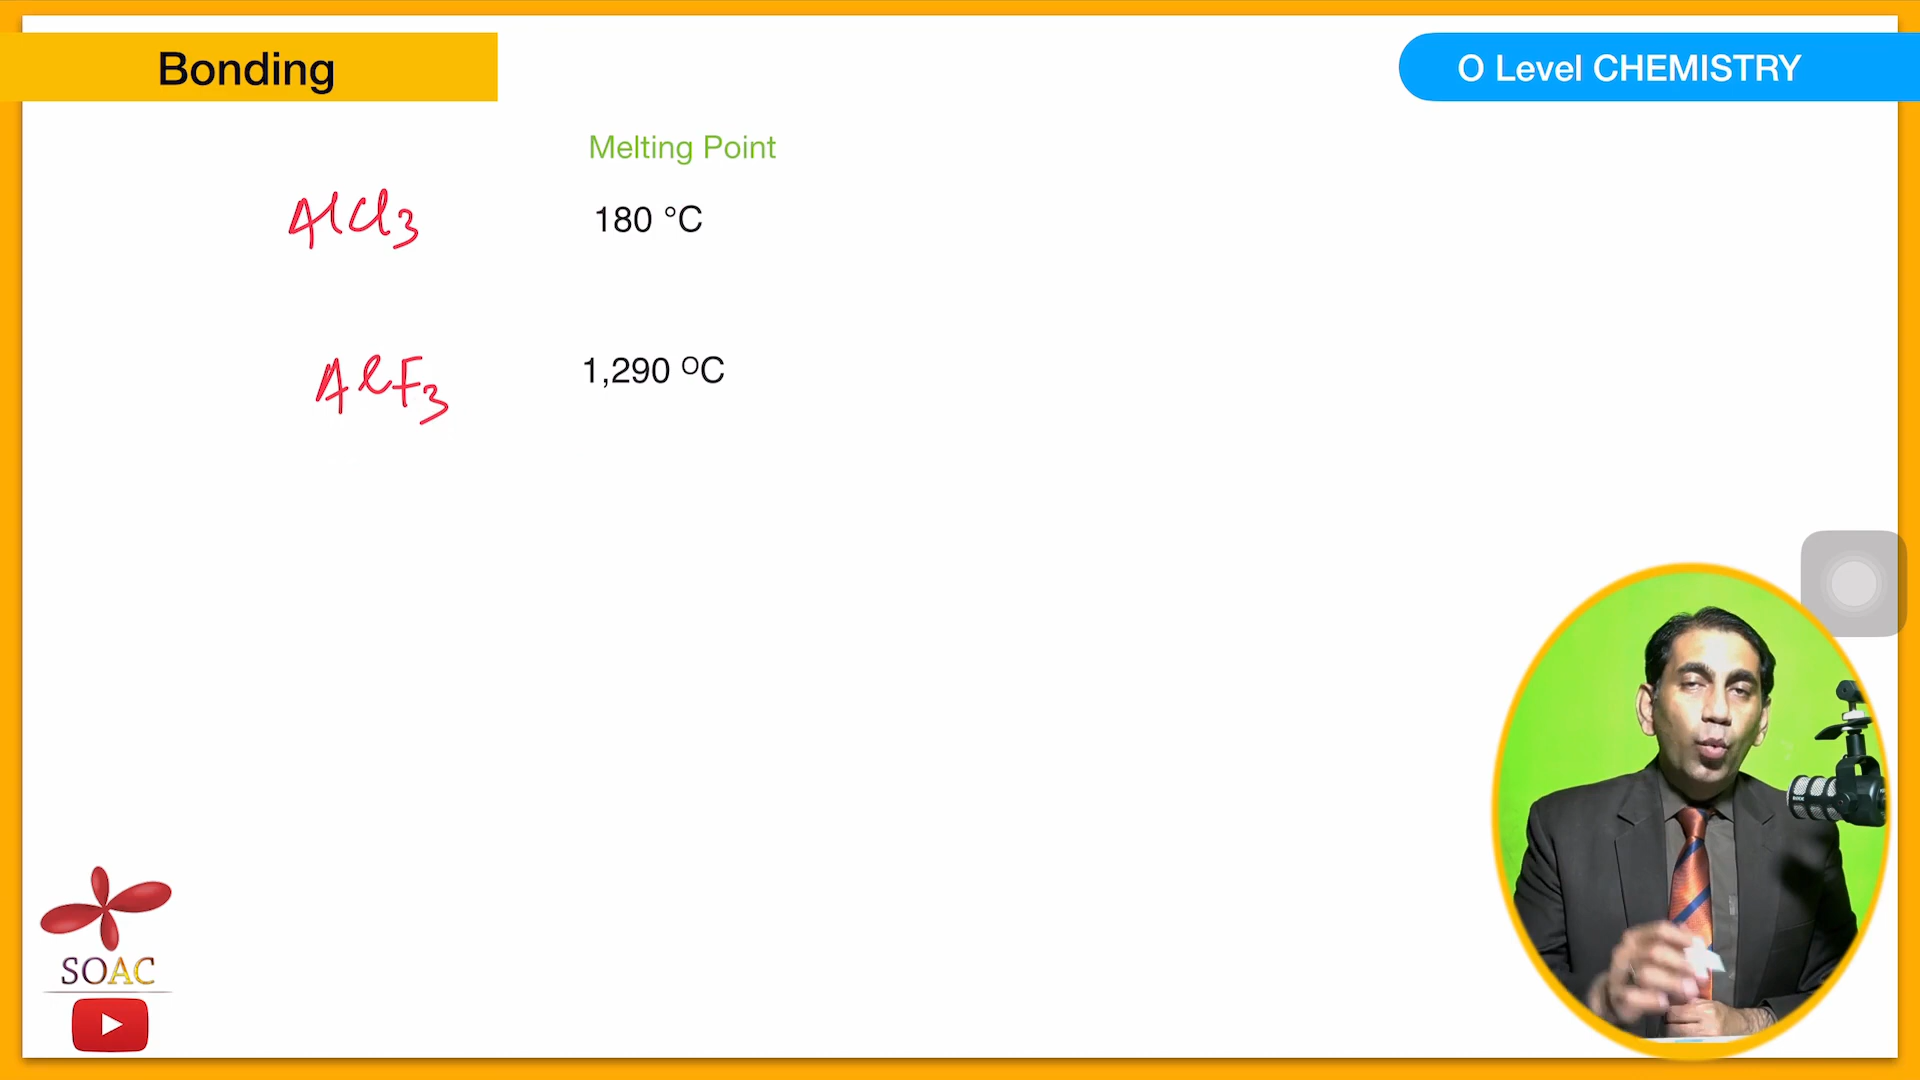 Bonding
O Level CHEMISTRY
Melting Point
AlCl3 180 °C
AlF3 1,290 ºC
SOAC